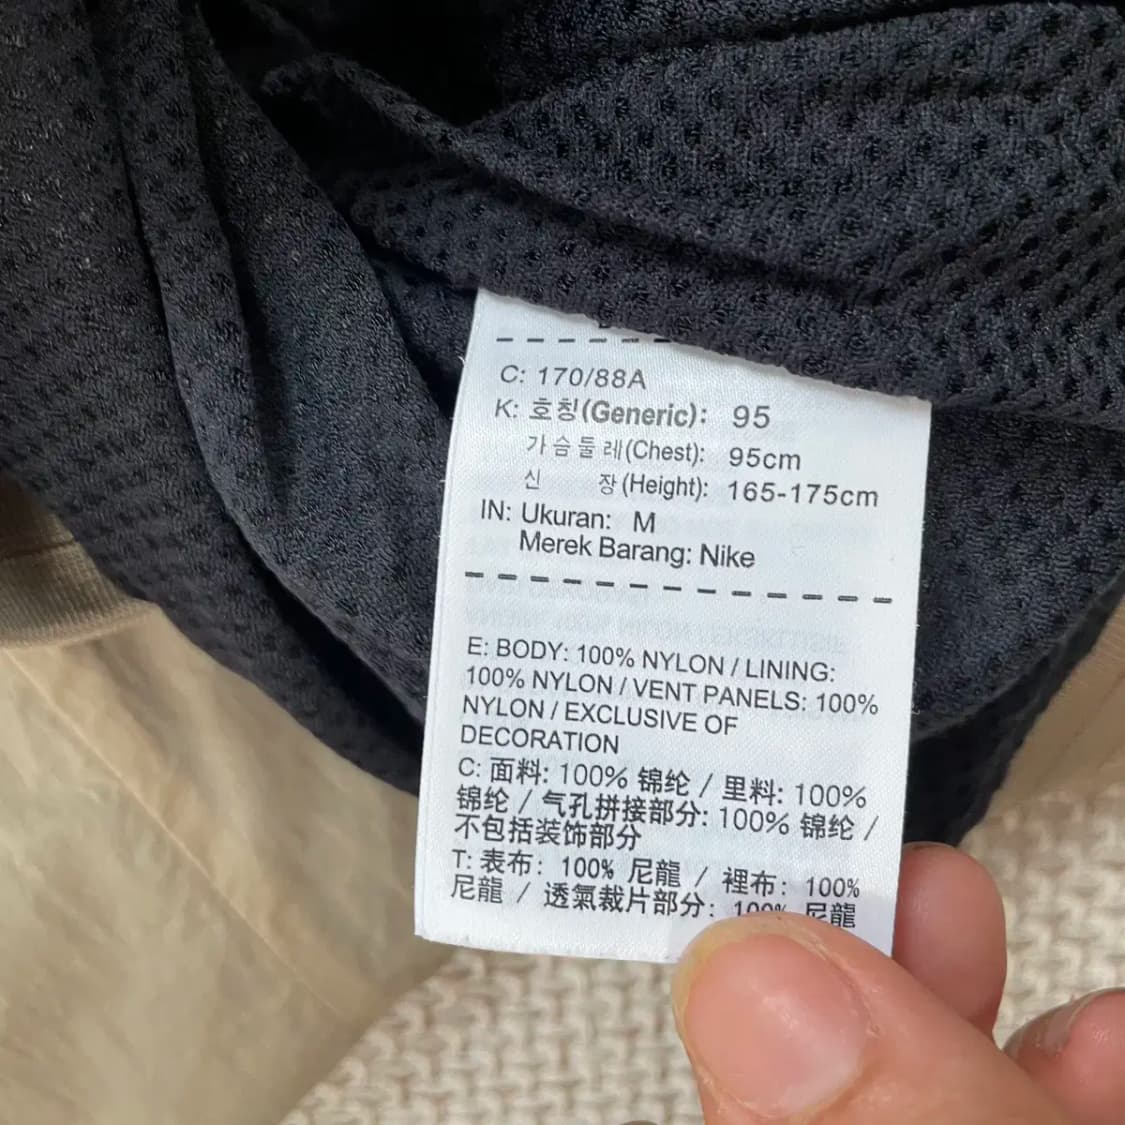 C: 170/88A
K: 호칭(Generic): 95
가슴둘레(Chest): 95cm
신 장(Height): 165-175cm
IN: Ukuran: M
Merek Barang: Nike
E: BODY: 100% NYLON / LINING:
100% NYLON / VENT PANELS: 100%
NYLON / EXCLUSIVE OF
DECORATION
C: 面料: 100% 锦纶 / 里料: 100%
锦纶 / 气孔拼接部分: 100% 锦纶 /
不包括装饰部分
T: 表布: 100% 尼龍 / 裡布: 100%
尼龍 / 透氣裁片部分: 100% 尼龍